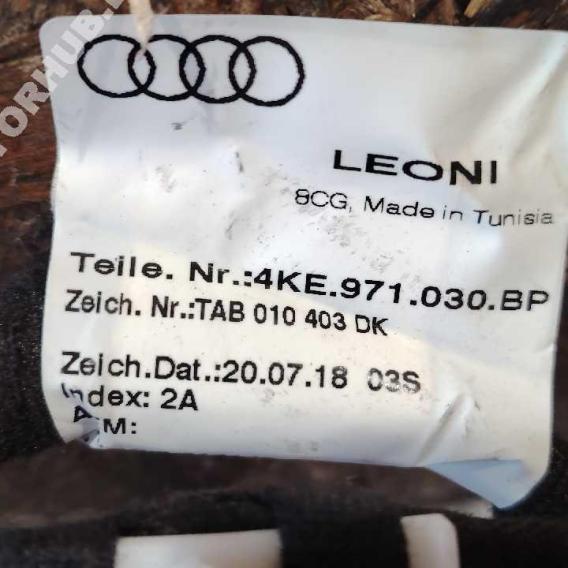 LEONI
8CG, Made in Tunisia
Teile. Nr.:4KE.971.030.BP
Zeich. Nr.:TAB 010 403 DK
Zeich.Dat.:20.07.18 03S
Index: 2A